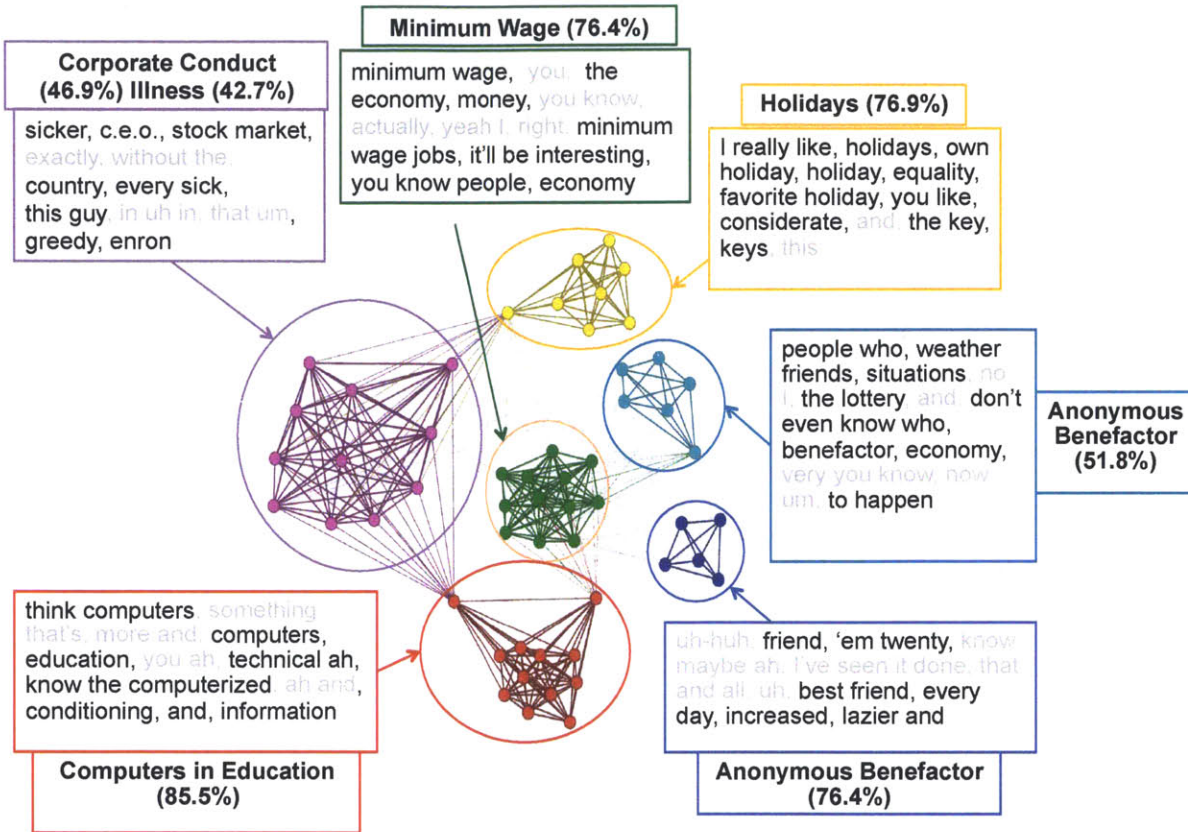 Minimum Wage (76.4%)
minimum wage, you, the
economy, money, you know,
actually, yeah I, right, minimum
wage jobs, it'll be interesting,
you know people, economy
Corporate Conduct
(46.9%) Illness (42.7%)
sicker, c.e.o., stock market,
exactly, without the,
country, every sick,
this guy, in uh in, that um,
greedy, enron
Holidays (76.9%)
I really like, holidays, own
holiday, holiday, equality,
favorite holiday, you like,
considerate, and, the key,
keys, this
people who, weather
friends, situations, no
i, the lottery, and, don't
even know who,
benefactor, economy,
very you know, now
um, to happen
Anonymous
Benefactor
(51.8%)
think computers, something
that's, more and, computers,
education, you ah, technical ah,
know the computerized, ah and,
conditioning, and, information
Computers in Education
(85.5%)
uh-huh, friend, ‘em twenty, know
maybe ah, I've seen it done, that
and all, uh, best friend, every
day, increased, lazier and
Anonymous Benefactor
(76.4%)